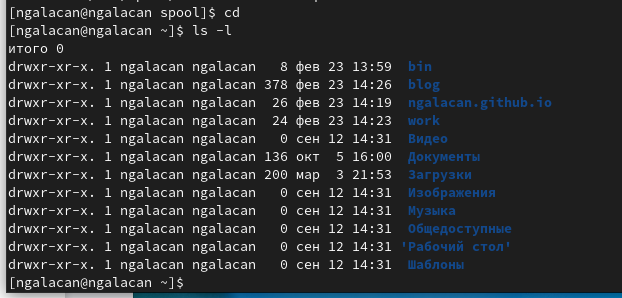 [ngalacan@ngalacan spool]$ cd
[ngalacan@ngalacan ~]$ ls -l
итого 0
drwxr-xr-x. 1 ngalacan ngalacan   8 фев 23 13:59  bin
drwxr-xr-x. 1 ngalacan ngalacan 378 фев 23 14:26  blog
drwxr-xr-x. 1 ngalacan ngalacan  26 фев 23 14:19  ngalacan.github.io
drwxr-xr-x. 1 ngalacan ngalacan  24 фев 23 14:23  work
drwxr-xr-x. 1 ngalacan ngalacan   0 сен 12 14:31  Видео
drwxr-xr-x. 1 ngalacan ngalacan 136 окт  5 16:00  Документы
drwxr-xr-x. 1 ngalacan ngalacan 200 мар  3 21:53  Загрузки
drwxr-xr-x. 1 ngalacan ngalacan   0 сен 12 14:31  Изображения
drwxr-xr-x. 1 ngalacan ngalacan   0 сен 12 14:31  Музыка
drwxr-xr-x. 1 ngalacan ngalacan   0 сен 12 14:31  Общедоступные
drwxr-xr-x. 1 ngalacan ngalacan   0 сен 12 14:31 'Рабочий стол'
drwxr-xr-x. 1 ngalacan ngalacan   0 сен 12 14:31  Шаблоны
[ngalacan@ngalacan ~]$